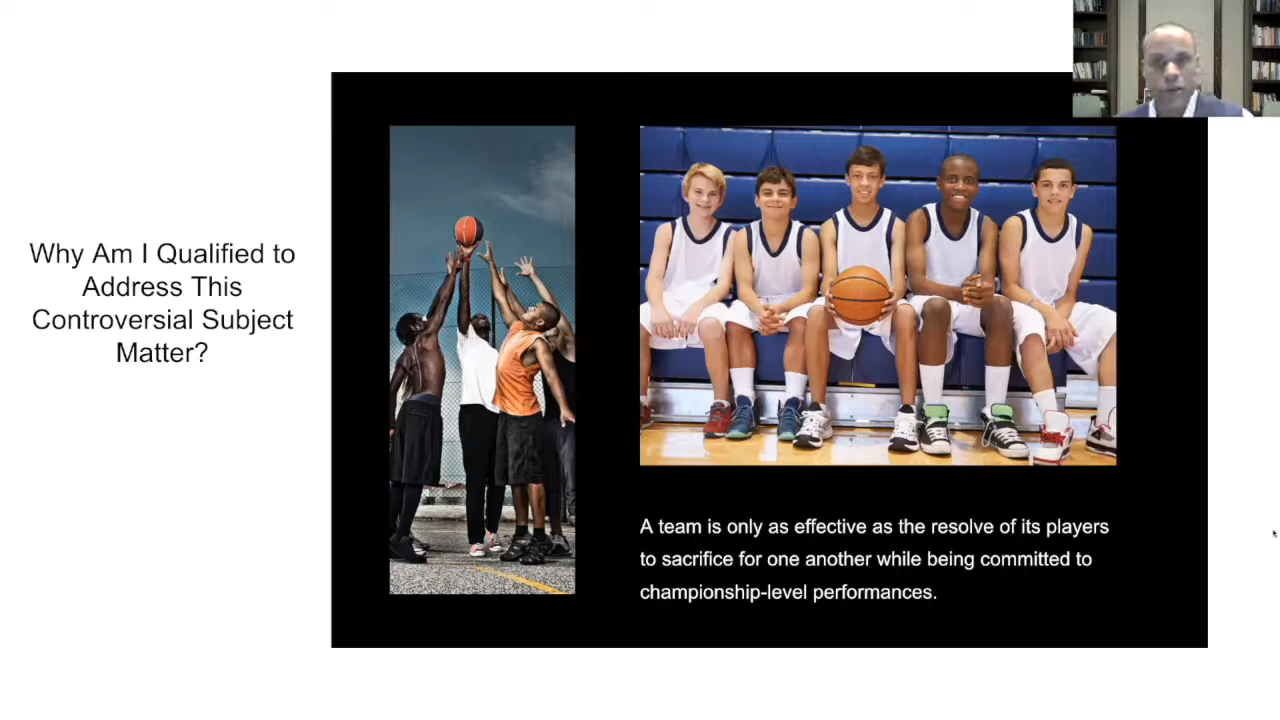 Why Am I Qualified to
Address This
Controversial Subject
Matter?
A team is only as effective as the resolve of its players
to sacrifice for one another while being committed to
championship-level performances.